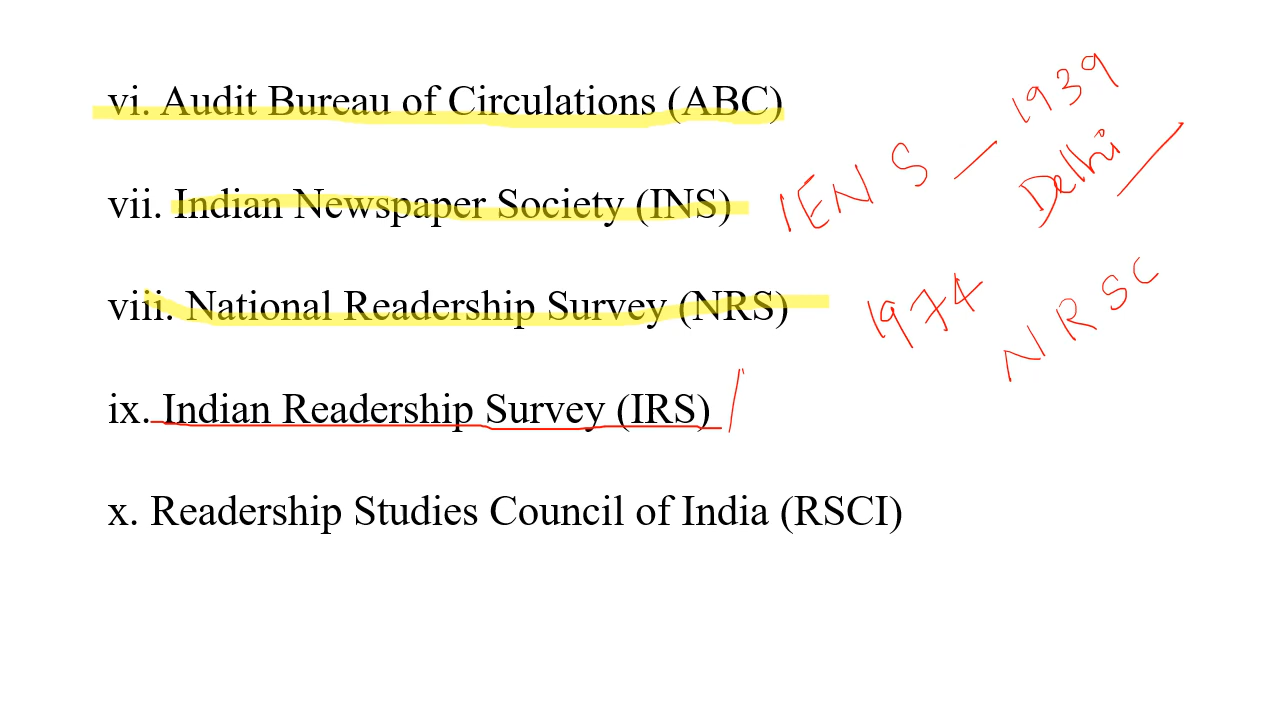 vi. Audit Bureau of Circulations (ABC)
1939
IENS —
Delhi
vii. Indian Newspaper Society (INS)
viii. National Readership Survey (NRS)
1974
NRSC
ix. Indian Readership Survey (IRS)
x. Readership Studies Council of India (RSCI)